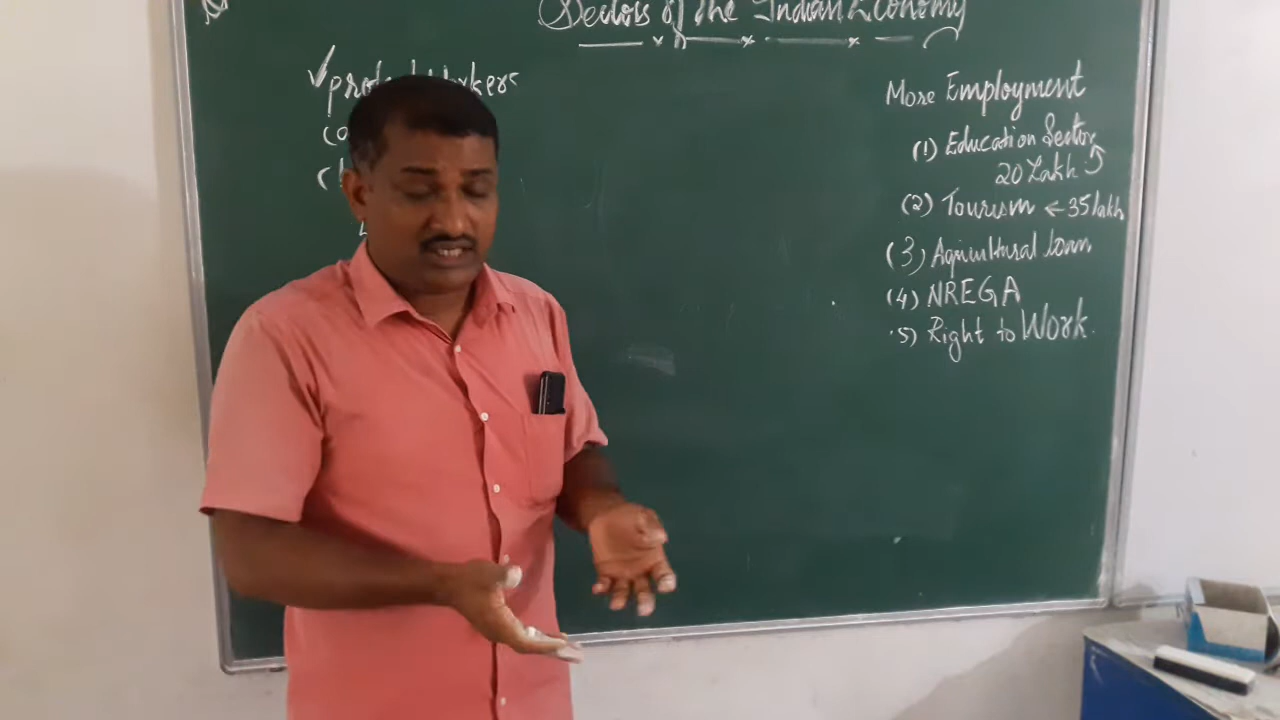 Sectors of the Indian Economy
workers
(a
More Employment
(1) Education Sector
20 Lakh
(2) Tourism ← 35 lakh
(3) Agricultural loan
(4) NREGA
5) Right to Work.